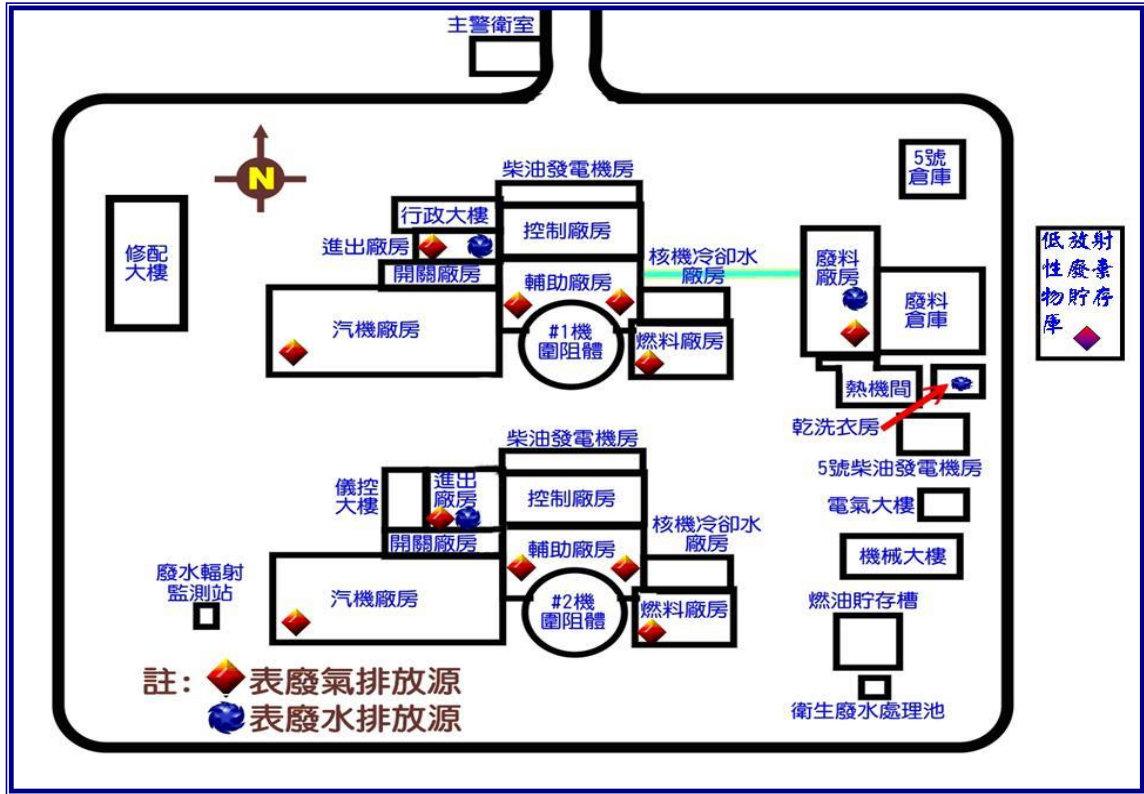 主警衛室
N
5號
倉庫
修配
大樓
柴油發電機房
行政大樓
控制廠房
進出廠房
開關廠房
輔助廠房
汽機廠房
#1機
圍阻體
核機冷卻水
廠房
燃料廠房
廢料
廠房
廢料
倉庫
低放射
性廢棄
物貯存
庫
熱機間
乾洗衣房
5號柴油發電機房
電氣大樓
機械大樓
燃油貯存槽
衛生廢水處理池
柴油發電機房
儀控
大樓
進出
廠房
控制廠房
開關廠房
輔助廠房
汽機廠房
#2機
圍阻體
核機冷卻水
廠房
燃料廠房
廢水輻射
監測站
註:表廢氣排放源
表廢水排放源